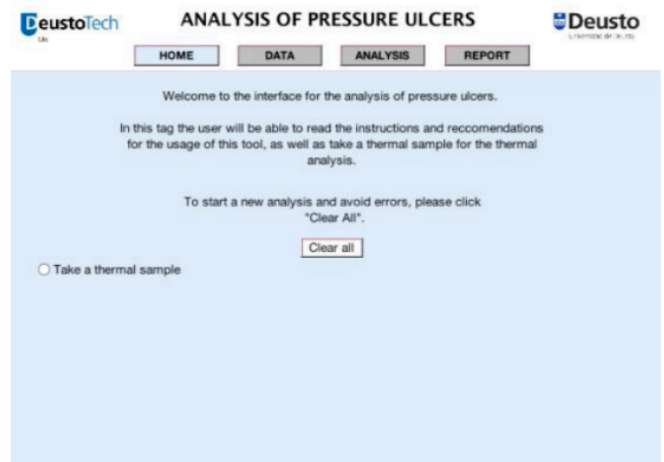 DeustoTech
Life
ANALYSIS OF PRESSURE ULCERS
Deusto
HOME DATA ANALYSIS REPORT
Welcome to the interface for the analysis of pressure ulcers.
In this tag the user will be able to read the instructions and reccomendations
for the usage of this tool, as well as take a thermal sample for the thermal
analysis.
To start a new analysis and avoid errors, please click
"Clear All".
Clear all
Take a thermal sample